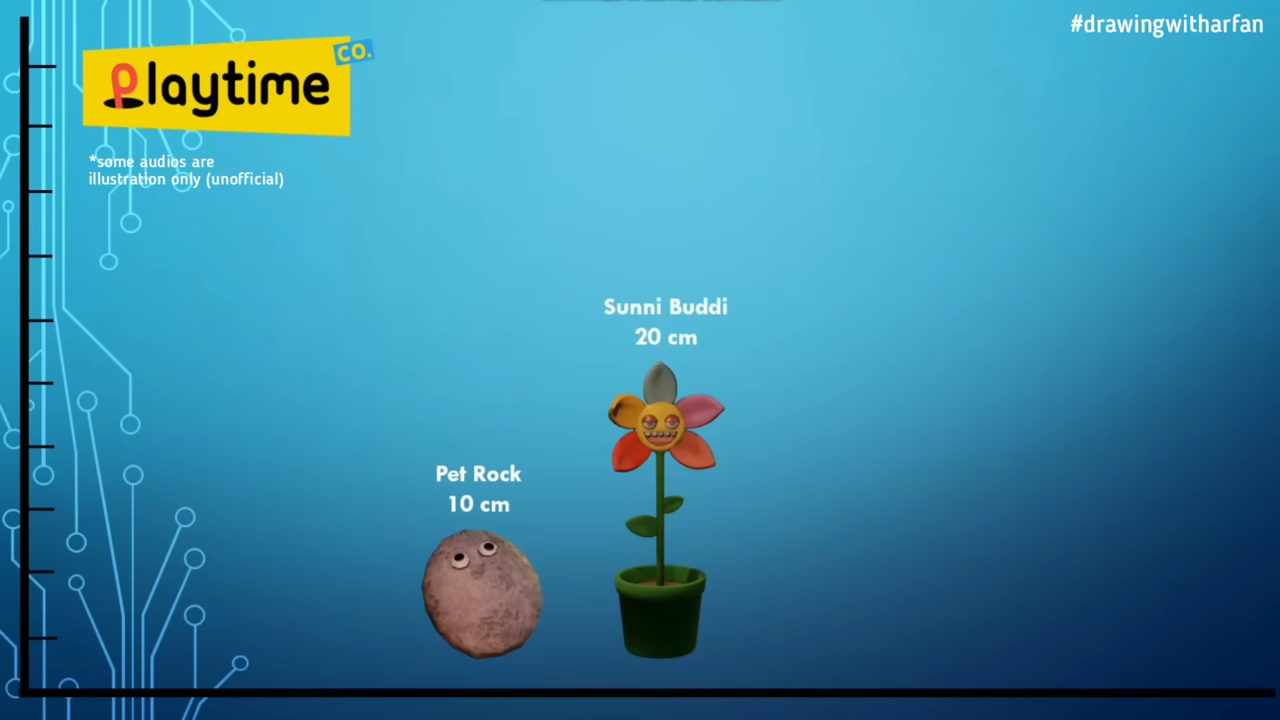 #drawingwitharfan
playtime
CO.
*some audios are
illustration only (unofficial)
Sunni Buddi
20 cm
Pet Rock
10 cm